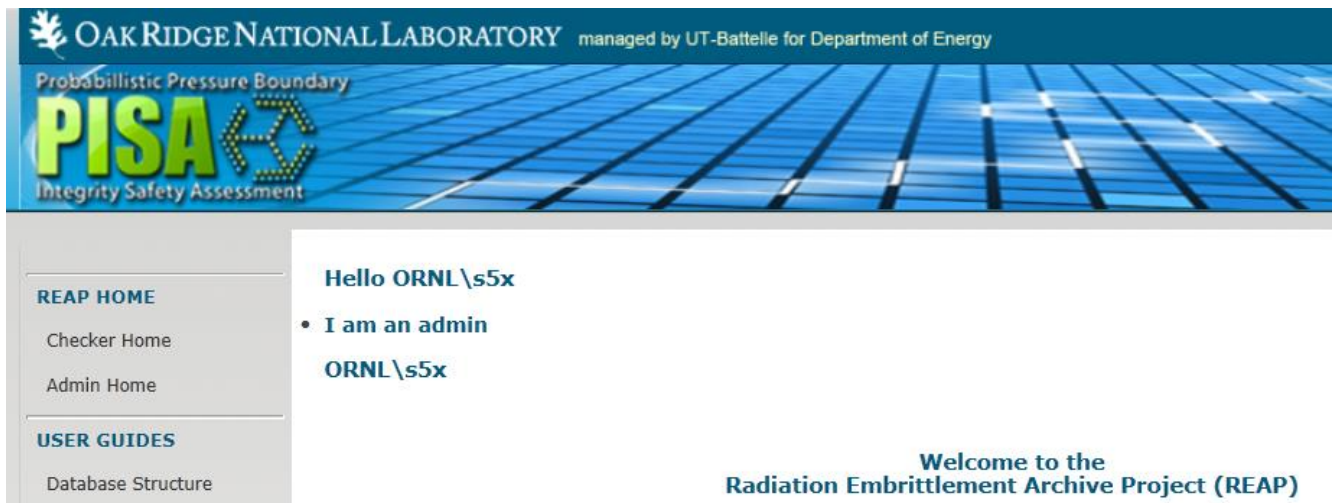 OAK RIDGE NATIONAL LABORATORY managed by UT-Battelle for Department of Energy
Probabillistic Pressure Boundary
PISA
Integrity Safety Assessment
REAP HOME
Checker Home
Admin Home
USER GUIDES
Database Structure
Hello ORNL\s5x
• I am an admin
ORNL\s5x
Welcome to the
Radiation Embrittlement Archive Project (REAP)